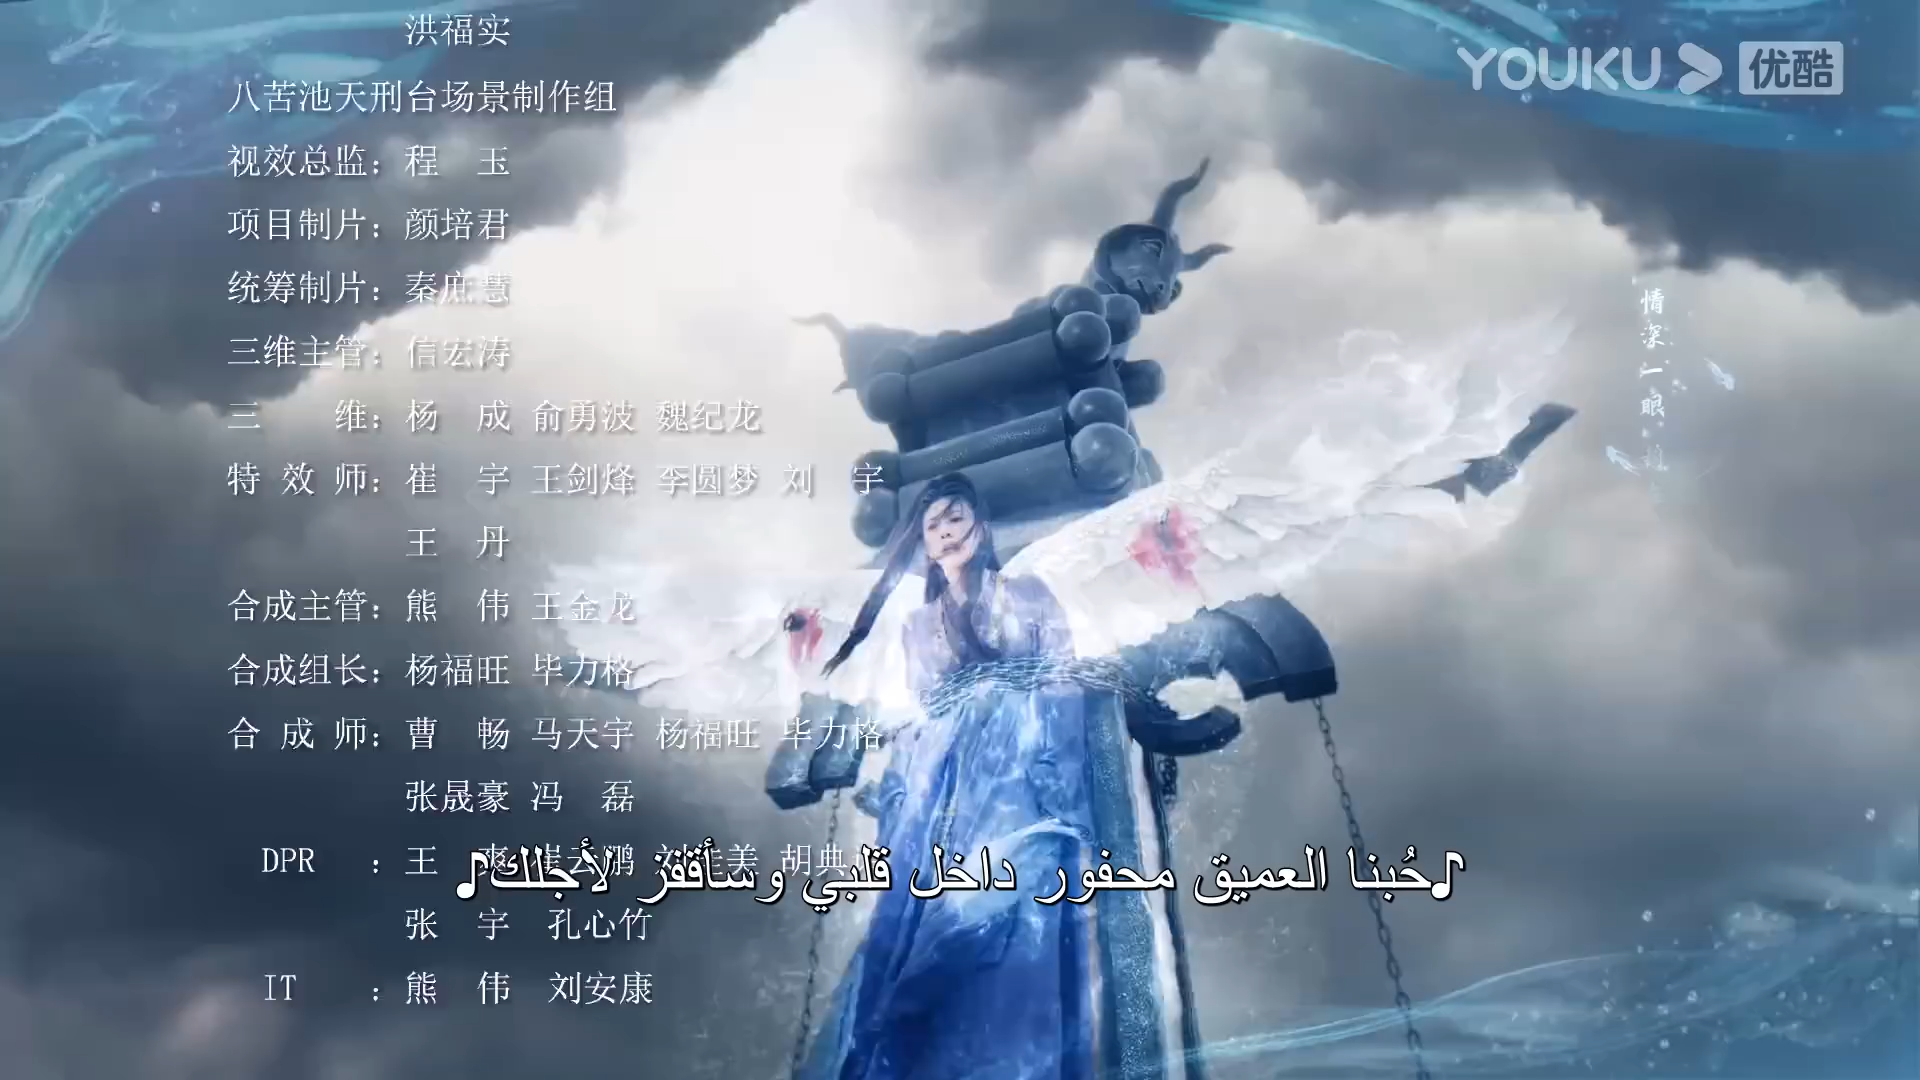 洪福实
YOUKU 优酷
八苦池天刑台场景制作组
视效总监：程 玉
项目制片：颜培君
统筹制片：秦庶慧
三维主管：信宏涛
三 维：杨 成 俞勇波 魏纪龙
特 效 师：崔 宇 王剑烽 李圆梦 刘 宇
王 丹
合成主管：熊 伟 王金龙
合成组长：杨福旺 毕力格
合 成 师：曹 畅 马天宇 杨福旺 毕力格
张晟豪 冯 磊
DPR ：王 爽 崔云鹏 胡典
♪حُبنا العميق محفور داخل قلبي وسأقفز لأجلك♪
张 宇 孔心竹
IT ：熊 伟 刘安康
情深一眼